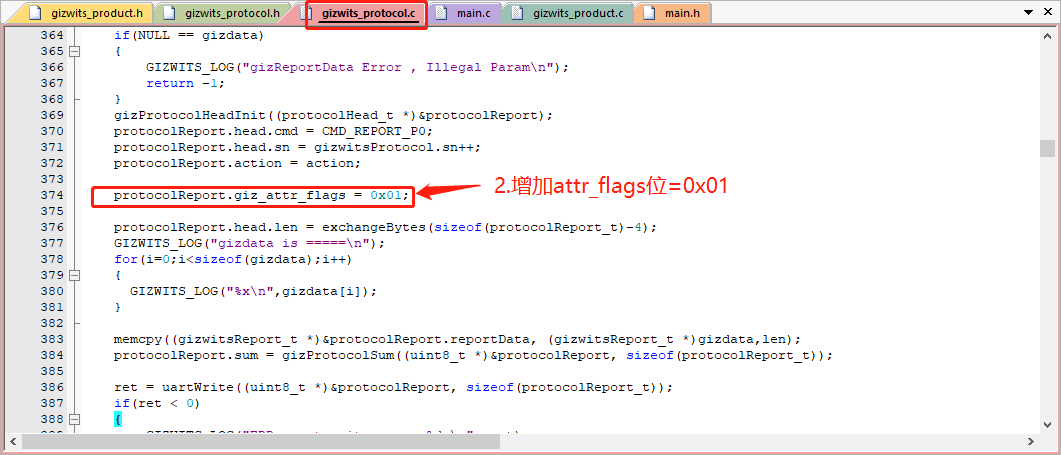 gizwits_product.h gizwits_protocol.h gizwits_protocol.c main.c gizwits_product.c main.h
364 if(NULL == gizdata)
365 {
366 GIZWITS_LOG("gizReportData Error , Illegal Param\n");
367 return -1;
368 }
369 gizProtocolHeadInit((protocolHead_t *)&protocolReport);
370 protocolReport.head.cmd = CMD_REPORT_P0;
371 protocolReport.head.sn = gizwitsProtocol.sn++;
372 protocolReport.action = action;
373
374 protocolReport.giz_attr_flags = 0x01;
2.增加attr_flags位=0x01
375
376 protocolReport.head.len = exchangeBytes(sizeof(protocolReport_t)-4);
377 GIZWITS_LOG("gizdata is =====\n");
378 for(i=0;i<sizeof(gizdata);i++)
379 {
380 GIZWITS_LOG("%x\n",gizdata[i]);
381 }
382
383 memcpy((gizwitsReport_t *)&protocolReport.reportData, (gizwitsReport_t *)gizdata,len);
384 protocolReport.sum = gizProtocolSum((uint8_t *)&protocolReport, sizeof(protocolReport_t));
385
386 ret = uartWrite((uint8_t *)&protocolReport, sizeof(protocolReport_t));
387 if(ret < 0)
388 {